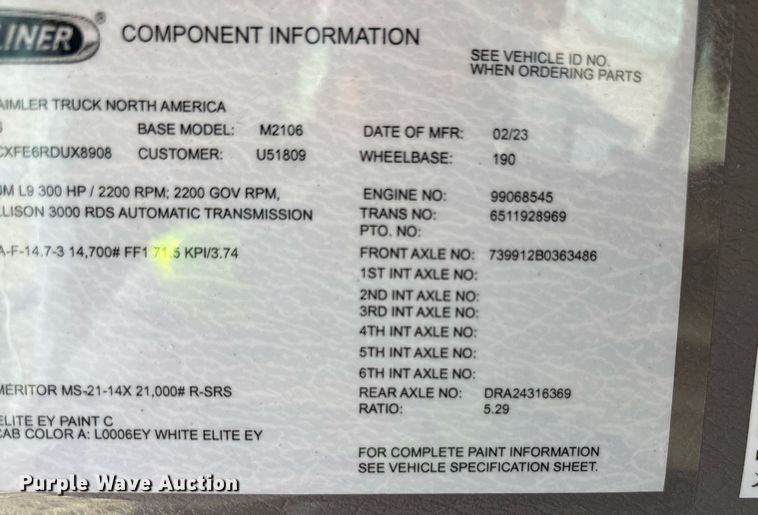 LINER ®
COMPONENT INFORMATION
SEE VEHICLE ID NO.
WHEN ORDERING PARTS
AIMLER TRUCK NORTH AMERICA
BASE MODEL: M2106 DATE OF MFR: 02/23
CXFE6RDUX8908 CUSTOMER: U51809 WHEELBASE: 190
UM L9 300 HP / 2200 RPM; 2200 GOV RPM, ENGINE NO: 99068545
LLISON 3000 RDS AUTOMATIC TRANSMISSION TRANS NO: 6511928969
PTO. NO:
A-F-14.7-3 14,700# FF1 71.5 KPI/3.74 FRONT AXLE NO: 739912B0363486
1ST INT AXLE NO:
2ND INT AXLE NO:
3RD INT AXLE NO:
4TH INT AXLE NO:
5TH INT AXLE NO:
6TH INT AXLE NO:
MERITOR MS-21-14X 21,000# R-SRS REAR AXLE NO: DRA24316369
RATIO: 5.29
ELITE EY PAINT C
CAB COLOR A: L0006EY WHITE ELITE EY
FOR COMPLETE PAINT INFORMATION
SEE VEHICLE SPECIFICATION SHEET.
Purple Wave Auction